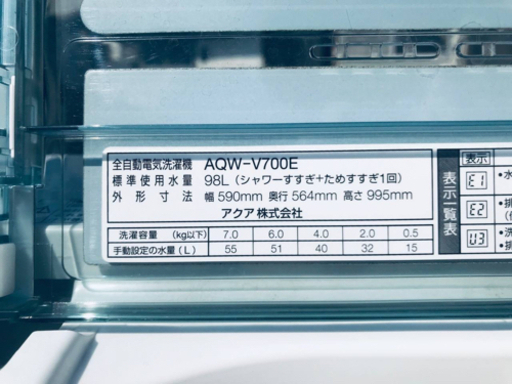 全自動電気洗濯機 AQW-V700E
標準使用水量 98L(シャワーすすぎ+ためすすぎ1回)
外形寸法 幅590mm 奥行564mm 高さ995mm
アクア株式会社
洗濯容量(kg以下) 7.0 6.0 4.0 2.0 0.5
手動設定の水量(L) 55 51 40 32 15
表示一覧表
表示
E1 ・水
E2 ・排
U3 ・洗
・排